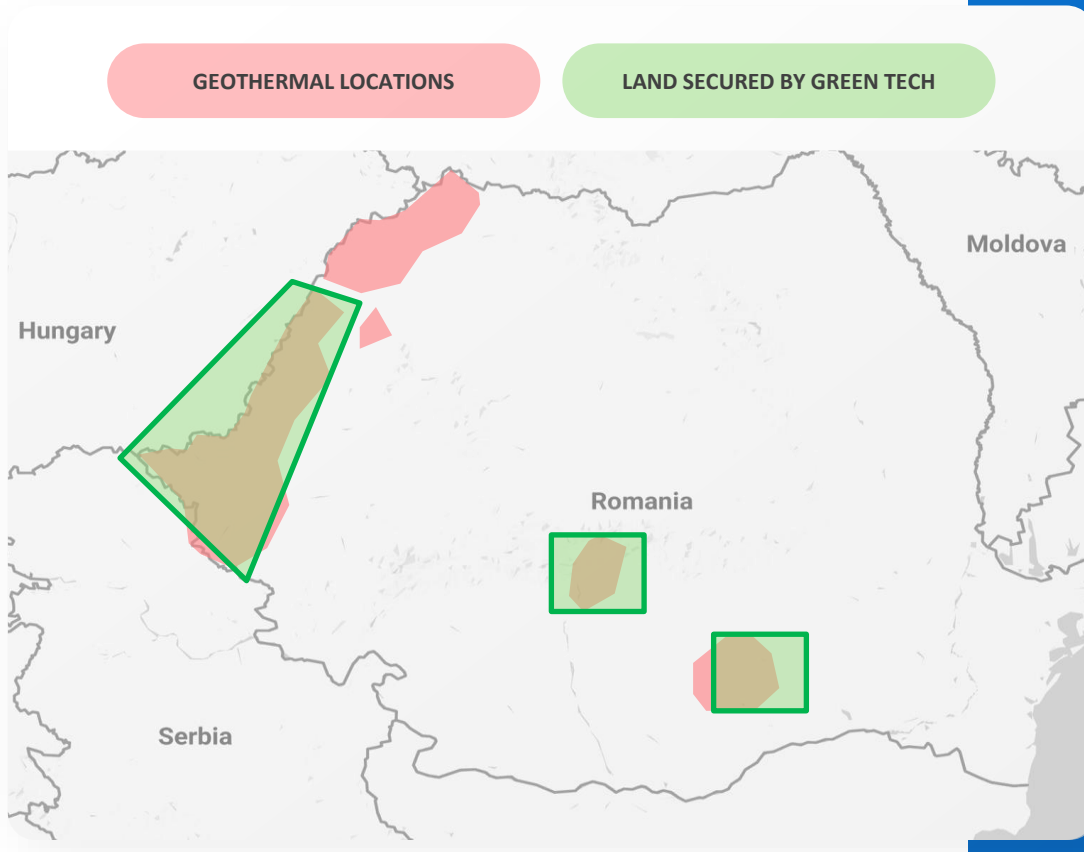 GEOTHERMAL LOCATIONS
LAND SECURED BY GREEN TECH
Moldova
Hungary
Romania
Serbia